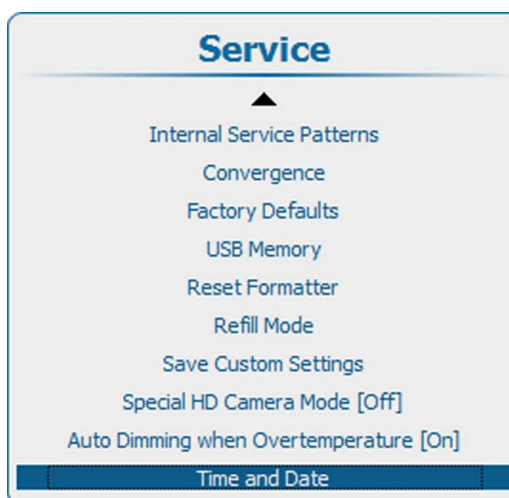 Service
Internal Service Patterns
Convergence
Factory Defaults
USB Memory
Reset Formatter
Refill Mode
Save Custom Settings
Special HD Camera Mode [Off]
Auto Dimming when Overtemperature [On]
Time and Date